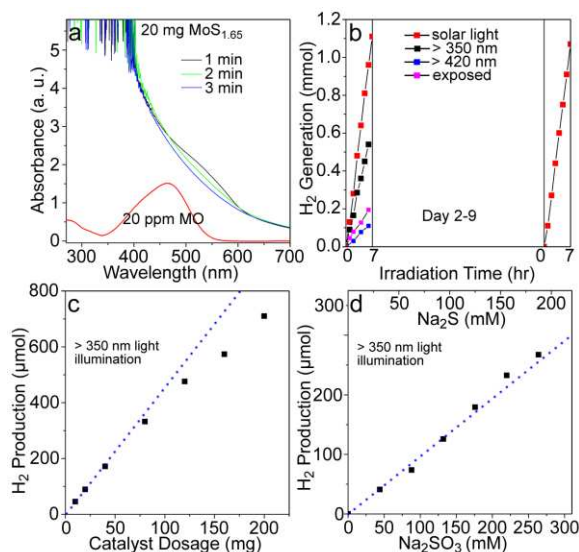 a
20 mg MoS1.65
1 min
2 min
3 min
20 ppm MO
Absorbance (a. u.)
5
4
3
2
1
0
300 400 500 600 700
Wavelength (nm)
b
solar light
> 350 nm
> 420 nm
exposed
Day 2-9
H2 Generation (mmol)
1.2
1.0
0.8
0.6
0.4
0.2
0.0
0 7 0 7
Irradiation Time (hr)
c
> 350 nm light
illumination
H2 Production (μmol)
800
600
400
200
0
0 50 100 150 200
Catalyst Dosage (mg)
0 50 100 150 200
d
Na2S (mM)
> 350 nm light
illumination
H2 Production (μmol)
300
200
100
0
0 50 100 150 200 250 300
Na2SO3 (mM)